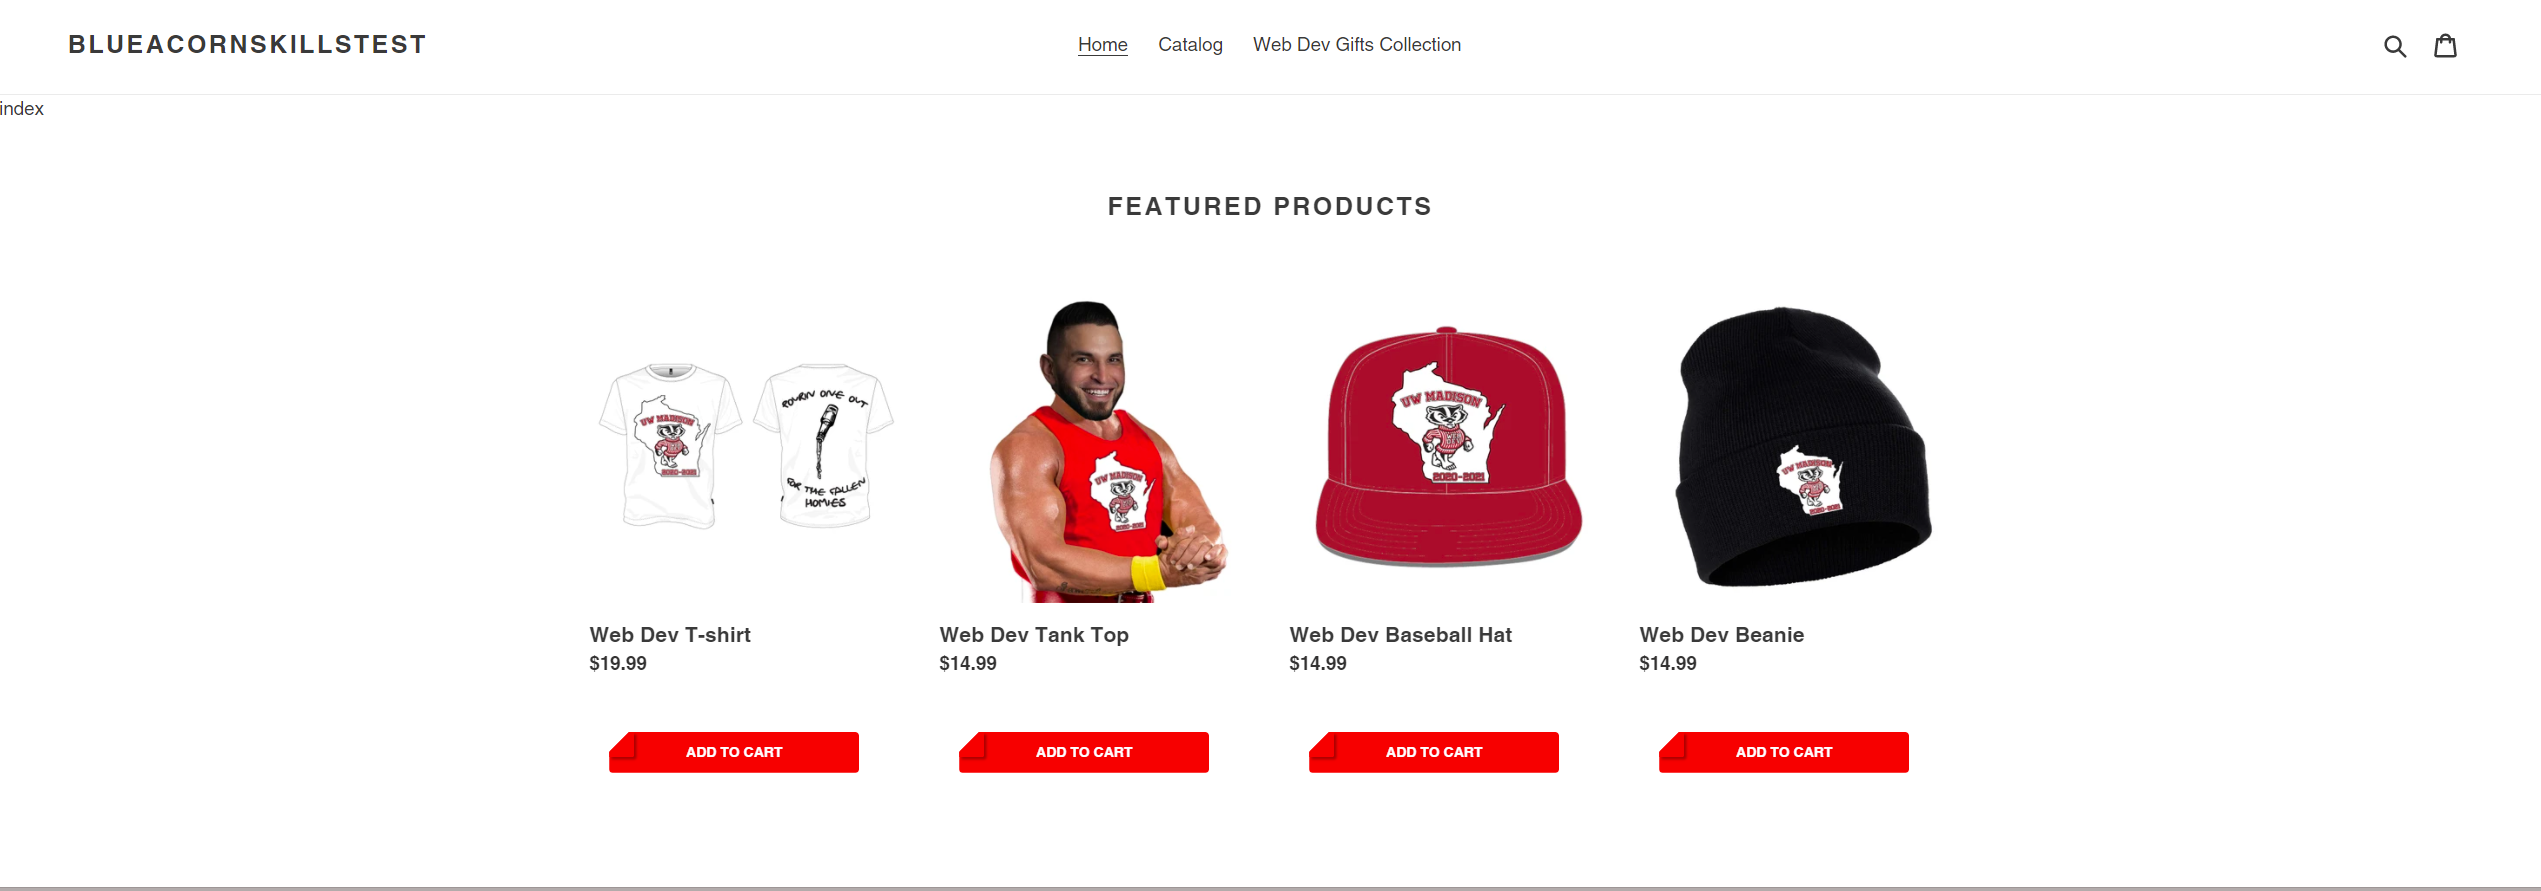 BLUEACORNSKILLSTEST
Home Catalog Web Dev Gifts Collection
index
FEATURED PRODUCTS
UW MADISON
2020-2021
POURIN ONE OUT
FOR THE FALLEN
HOMIES
UW MADISON
2020-2021
UW MADISON
2020-2021
UW MADISON
2020-2021
Web Dev T-shirt
$19.99
Web Dev Tank Top
$14.99
Web Dev Baseball Hat
$14.99
Web Dev Beanie
$14.99
ADD TO CART
ADD TO CART
ADD TO CART
ADD TO CART